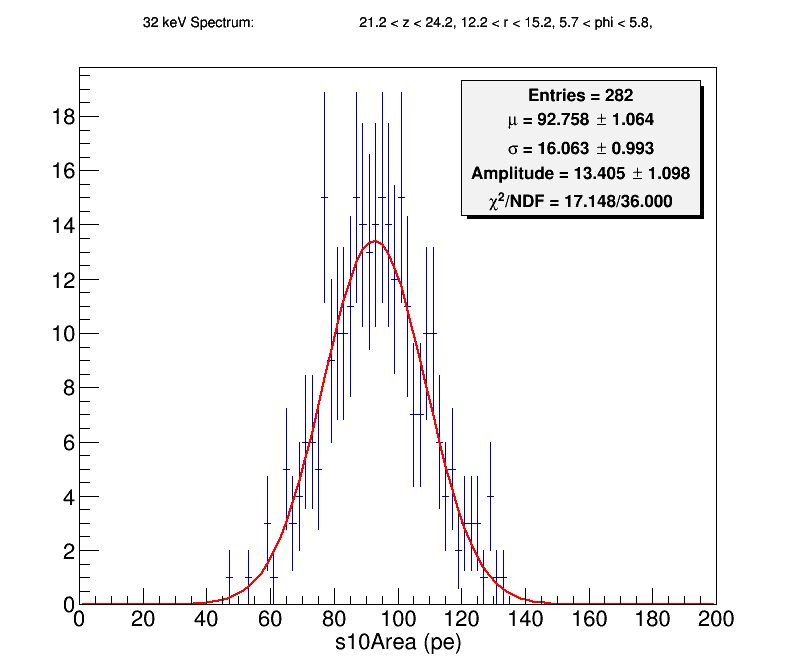 32 keV Spectrum: 21.2 < z < 24.2, 12.2 < r < 15.2, 5.7 < phi < 5.8,
Entries = 282
μ = 92.758 ± 1.064
σ = 16.063 ± 0.993
Amplitude = 13.405 ± 1.098
χ²/NDF = 17.148/36.000
18
16
14
12
10
8
6
4
2
0
0 20 40 60 80 100 120 140 160 180 200
s10Area (pe)